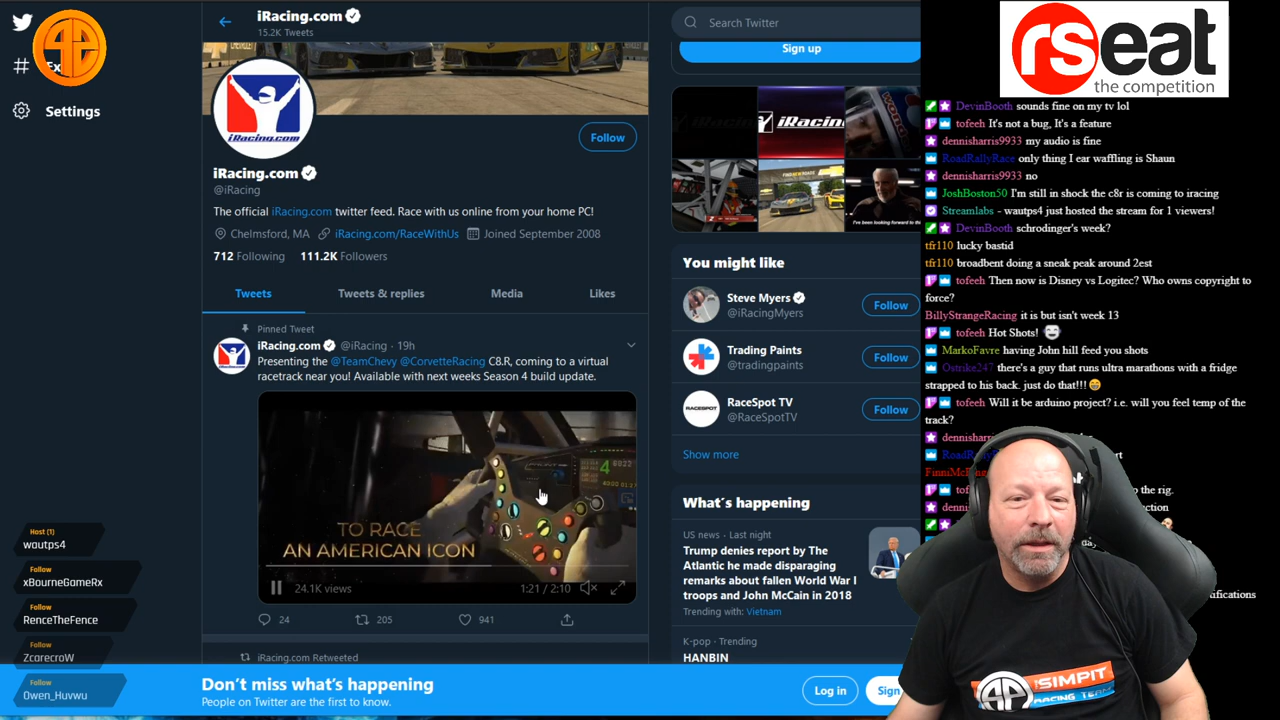 iRacing.com
15.2K Tweets
Search Twitter
Sign up
Settings
iRacing.com
Follow
iRacing.com
@iRacing
The official iRacing.com twitter feed. Race with us online from your home PC!
Chelmsford, MA iRacing.com/RaceWithUs Joined September 2008
712 Following 111.2K Followers
Tweets Tweets & replies Media Likes
Pinned Tweet
iRacing.com @iRacing · 19h
Presenting the @TeamChevy @CorvetteRacing C8.R, coming to a virtual
racetrack near you! Available with next weeks Season 4 build update.
TO RACE
AN AMERICAN ICON
24.1K views 1:21 / 2:10
24 205 941
iRacing.com Retweeted
Don't miss what's happening
People on Twitter are the first to know.
Log in
Sign
iRacing
You might like
Steve Myers
@iRacingMyers
Follow
Trading Paints
@tradingpaints
Follow
RACESPOT
RaceSpot TV
@RaceSpotTV
Follow
Show more
What's happening
US news · Last night
Trump denies report by The
Atlantic he made disparaging
remarks about fallen World War I
troops and John McCain in 2018
Trending with: Vietnam
K-pop · Trending
HANBIN
Host (1)
wautps4
Follow
xBourneGameRx
Follow
RenceTheFence
Follow
ZcarecroW
Follow
Owen_Huvwu
rseat
the competition
DevinBooth sounds fine on my tv lol
tofeeh It's not a bug, It's a feature
dennisharris9933 my audio is fine
RoadRallyRace only thing I ear waffling is Shaun
dennisharris9933 no
JoshBoston50 I'm still in shock the c8r is coming to iracing
Streamlabs - wautps4 just hosted the stream for 1 viewers!
DevinBooth schrodinger's week?
tfr110 lucky bastid
tfr110 broadbent doing a sneak peak around 2est
tofeeh Then now is Disney vs Logitec? Who owns copyright to
force?
BillyStrangeRacing it is but isn't week 13
tofeeh Hot Shots!
MarkoFavre having John hill feed you shots
Ostrike247 there's a guy that runs ultra marathons with a fridge
strapped to his back. just do that!!!
tofeeh Will it be arduino project? i.e. will you feel temp of the
track?
the rig.
SIMPIT
RACING TEAM